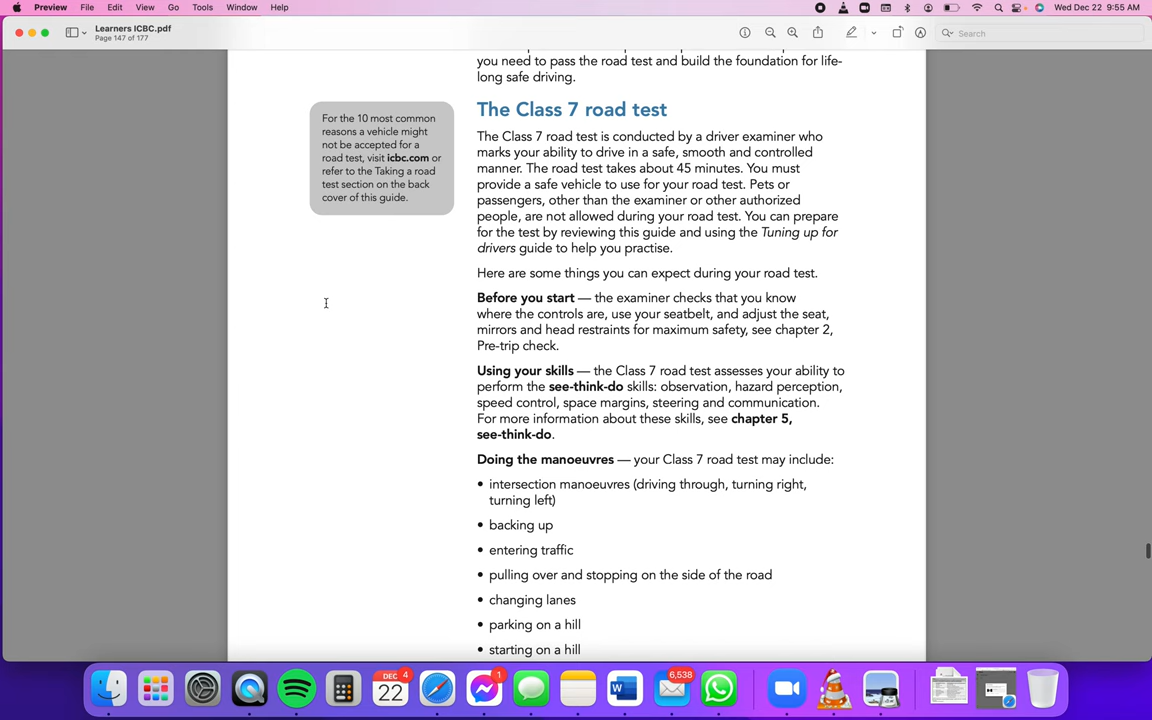 Preview File Edit View Go Tools Window Help
Wed Dec 22 9:55 AM
Learners ICBC.pdf
Page 147 of 177
Search
you need to pass the road test and build the foundation for life-
long safe driving.
For the 10 most common
reasons a vehicle might
not be accepted for a
road test, visit icbc.com or
refer to the Taking a road
test section on the back
cover of this guide.
The Class 7 road test
The Class 7 road test is conducted by a driver examiner who
marks your ability to drive in a safe, smooth and controlled
manner. The road test takes about 45 minutes. You must
provide a safe vehicle to use for your road test. Pets or
passengers, other than the examiner or other authorized
people, are not allowed during your road test. You can prepare
for the test by reviewing this guide and using the Tuning up for
drivers guide to help you practise.
Here are some things you can expect during your road test.
Before you start — the examiner checks that you know
where the controls are, use your seatbelt, and adjust the seat,
mirrors and head restraints for maximum safety, see chapter 2,
Pre-trip check.
Using your skills — the Class 7 road test assesses your ability to
perform the see-think-do skills: observation, hazard perception,
speed control, space margins, steering and communication.
For more information about these skills, see chapter 5,
see-think-do.
Doing the manoeuvres — your Class 7 road test may include:
• intersection manoeuvres (driving through, turning right,
turning left)
• backing up
• entering traffic
• pulling over and stopping on the side of the road
• changing lanes
• parking on a hill
• starting on a hill
DEC
22
4
1
6,538